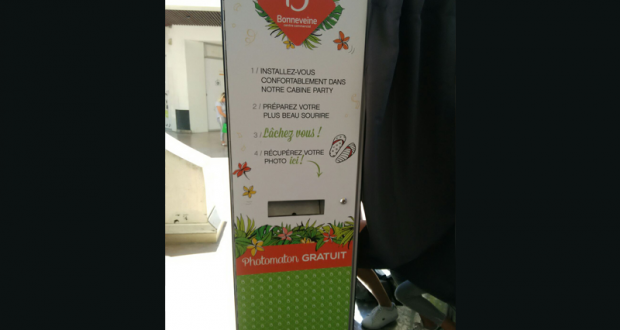 Bonneveine
1/ INSTALLEZ-VOUS
CONFORTABLEMENT DANS
NOTRE CABINE PARTY
2/ PRÉPAREZ VOTRE
PLUS BEAU SOURIRE
3/ Lâchez vous !
4/ RÉCUPÉREZ VOTRE
PHOTO ici !
Photomaton GRATUIT